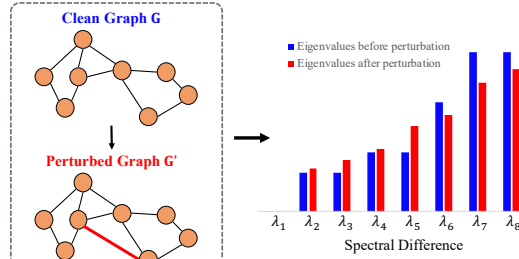 Clean Graph G
Perturbed Graph G'
Eigenvalues before perturbation
Eigenvalues after perturbation
λ₁ λ₂ λ₃ λ₄ λ₅ λ₆ λ₇ λ₈
Spectral Difference